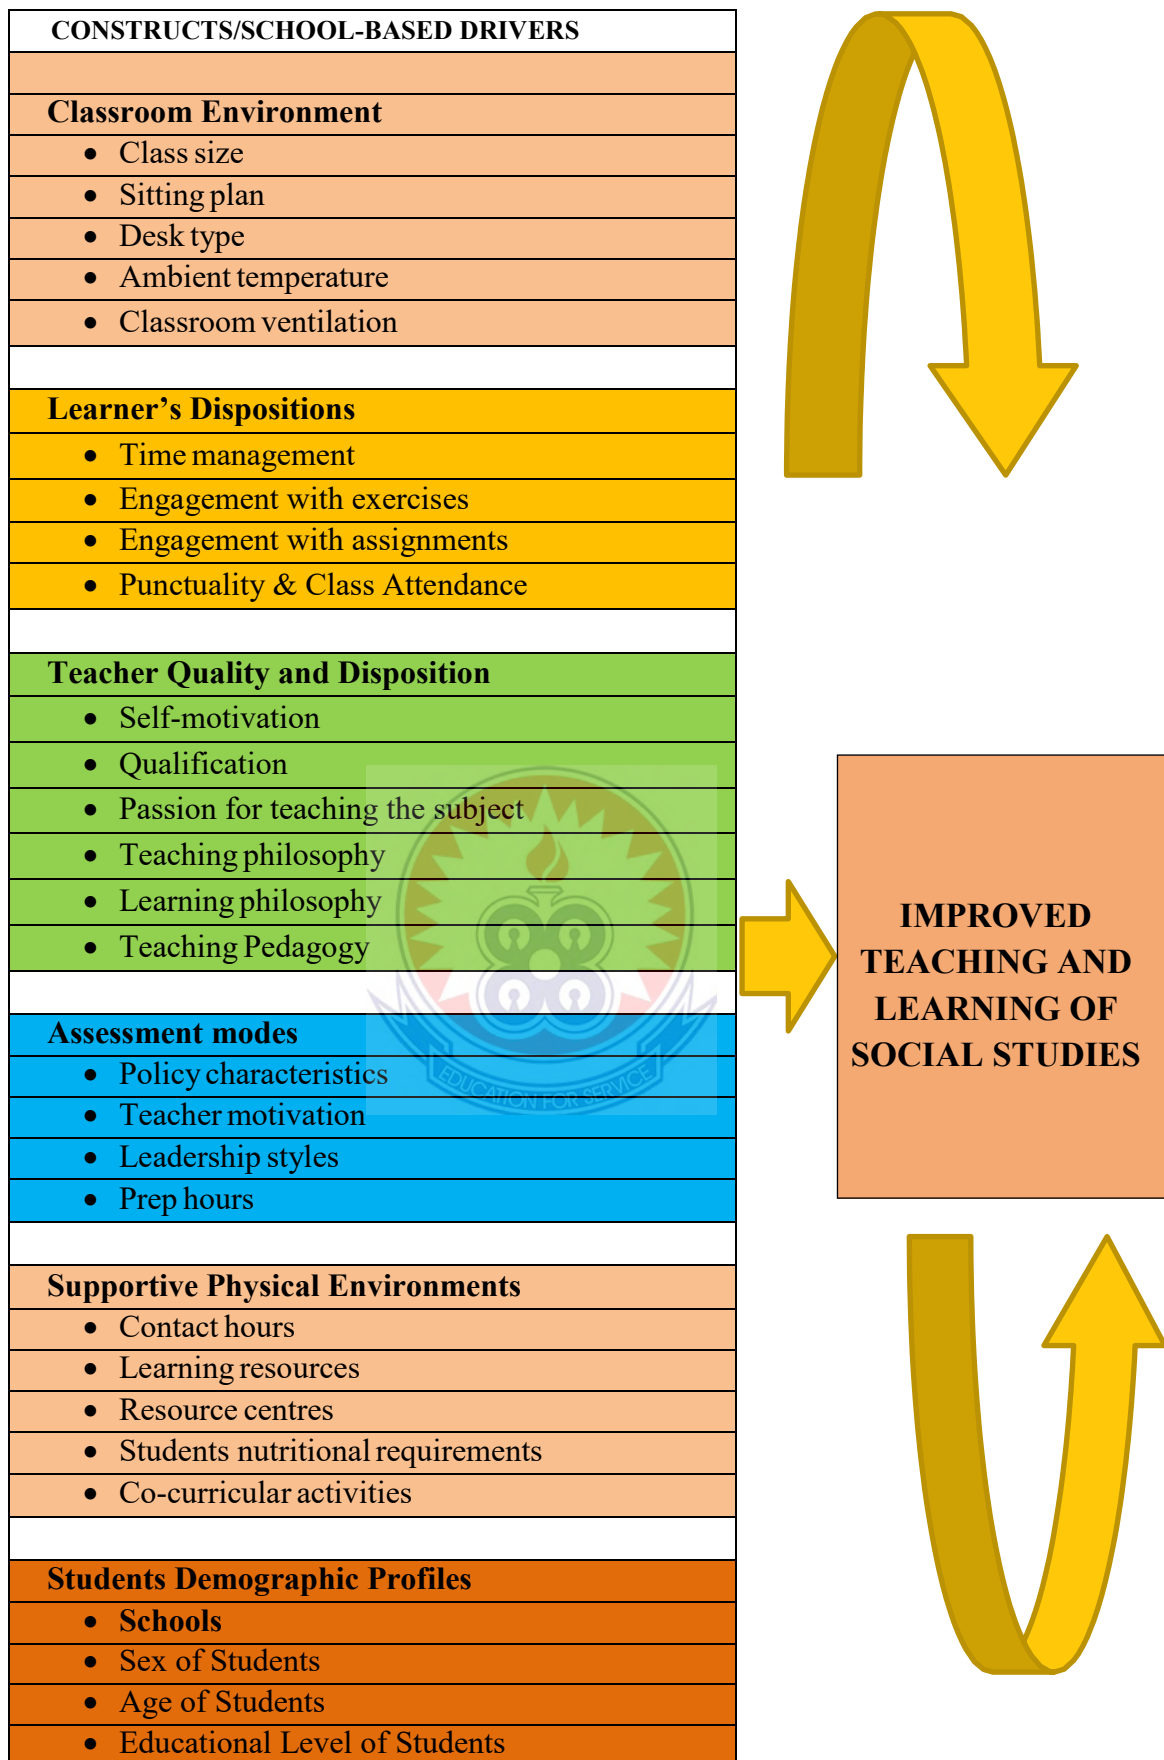 CONSTRUCTS/SCHOOL-BASED DRIVERS
Classroom Environment
• Class size
• Sitting plan
• Desk type
• Ambient temperature
• Classroom ventilation
Learner’s Dispositions
• Time management
• Engagement with exercises
• Engagement with assignments
• Punctuality & Class Attendance
Teacher Quality and Disposition
• Self-motivation
• Qualification
• Passion for teaching the subject
• Teaching philosophy
• Learning philosophy
• Teaching Pedagogy
Assessment modes
• Policy characteristics
• Teacher motivation
• Leadership styles
• Prep hours
Supportive Physical Environments
• Contact hours
• Learning resources
• Resource centres
• Students nutritional requirements
• Co-curricular activities
Students Demographic Profiles
• Schools
• Sex of Students
• Age of Students
• Educational Level of Students
IMPROVED
TEACHING AND
LEARNING OF
SOCIAL STUDIES
EDUCATION FOR SERVICE